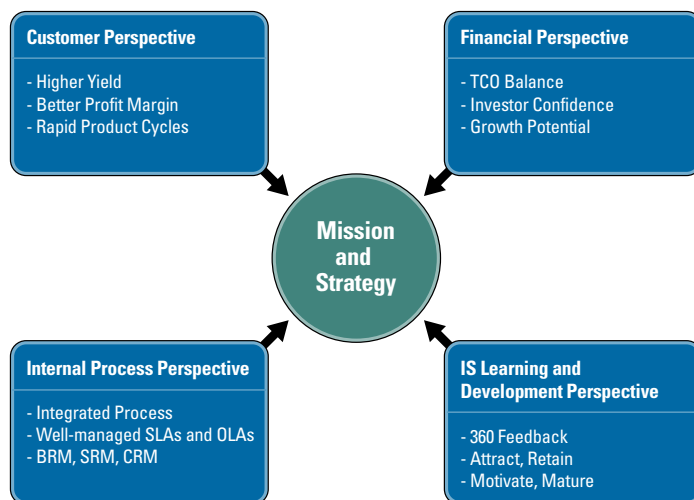 Customer Perspective
- Higher Yield
- Better Profit Margin
- Rapid Product Cycles
Financial Perspective
- TCO Balance
- Investor Confidence
- Growth Potential
Mission
and
Strategy
Internal Process Perspective
- Integrated Process
- Well-managed SLAs and OLAs
- BRM, SRM, CRM
IS Learning and
Development Perspective
- 360 Feedback
- Attract, Retain
- Motivate, Mature